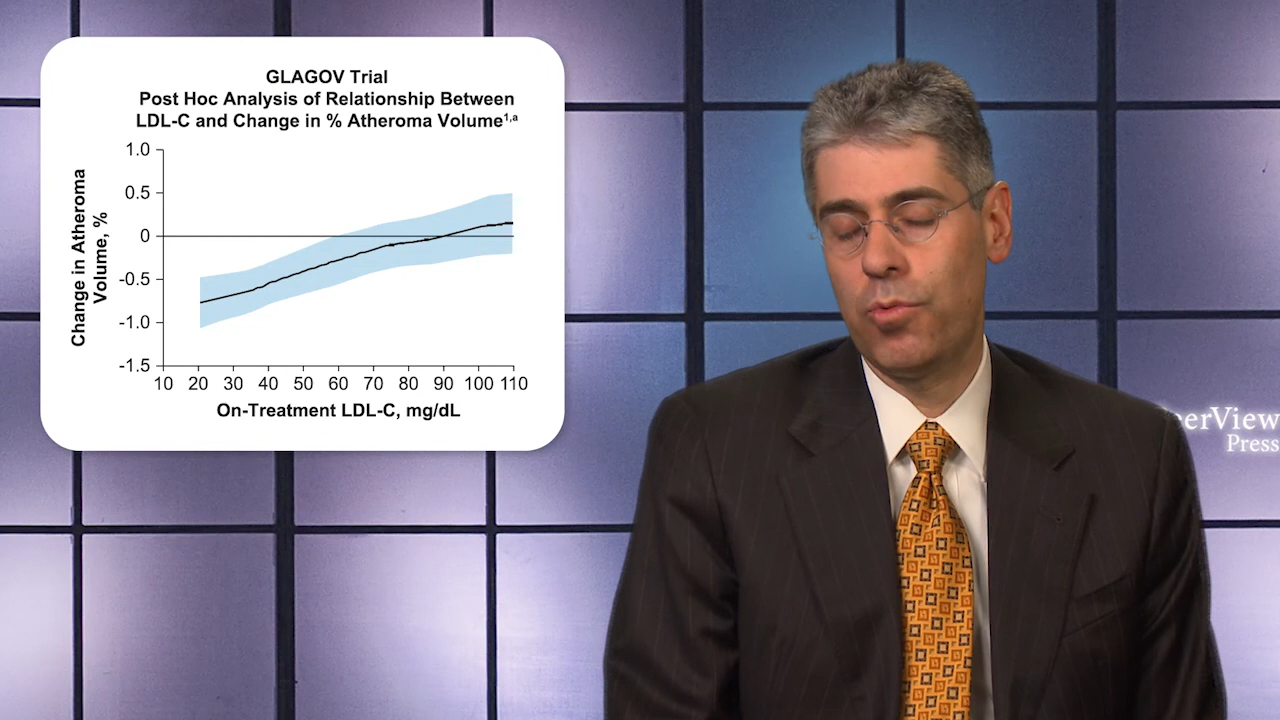 GLAGOV Trial
Post Hoc Analysis of Relationship Between
LDL-C and Change in % Atheroma Volume¹,ᵃ
Change in Atheroma
Volume, %
1.0
0.5
0
-0.5
-1.0
-1.5
10 20 30 40 50 60 70 80 90 100 110
On-Treatment LDL-C, mg/dL
erView
Press